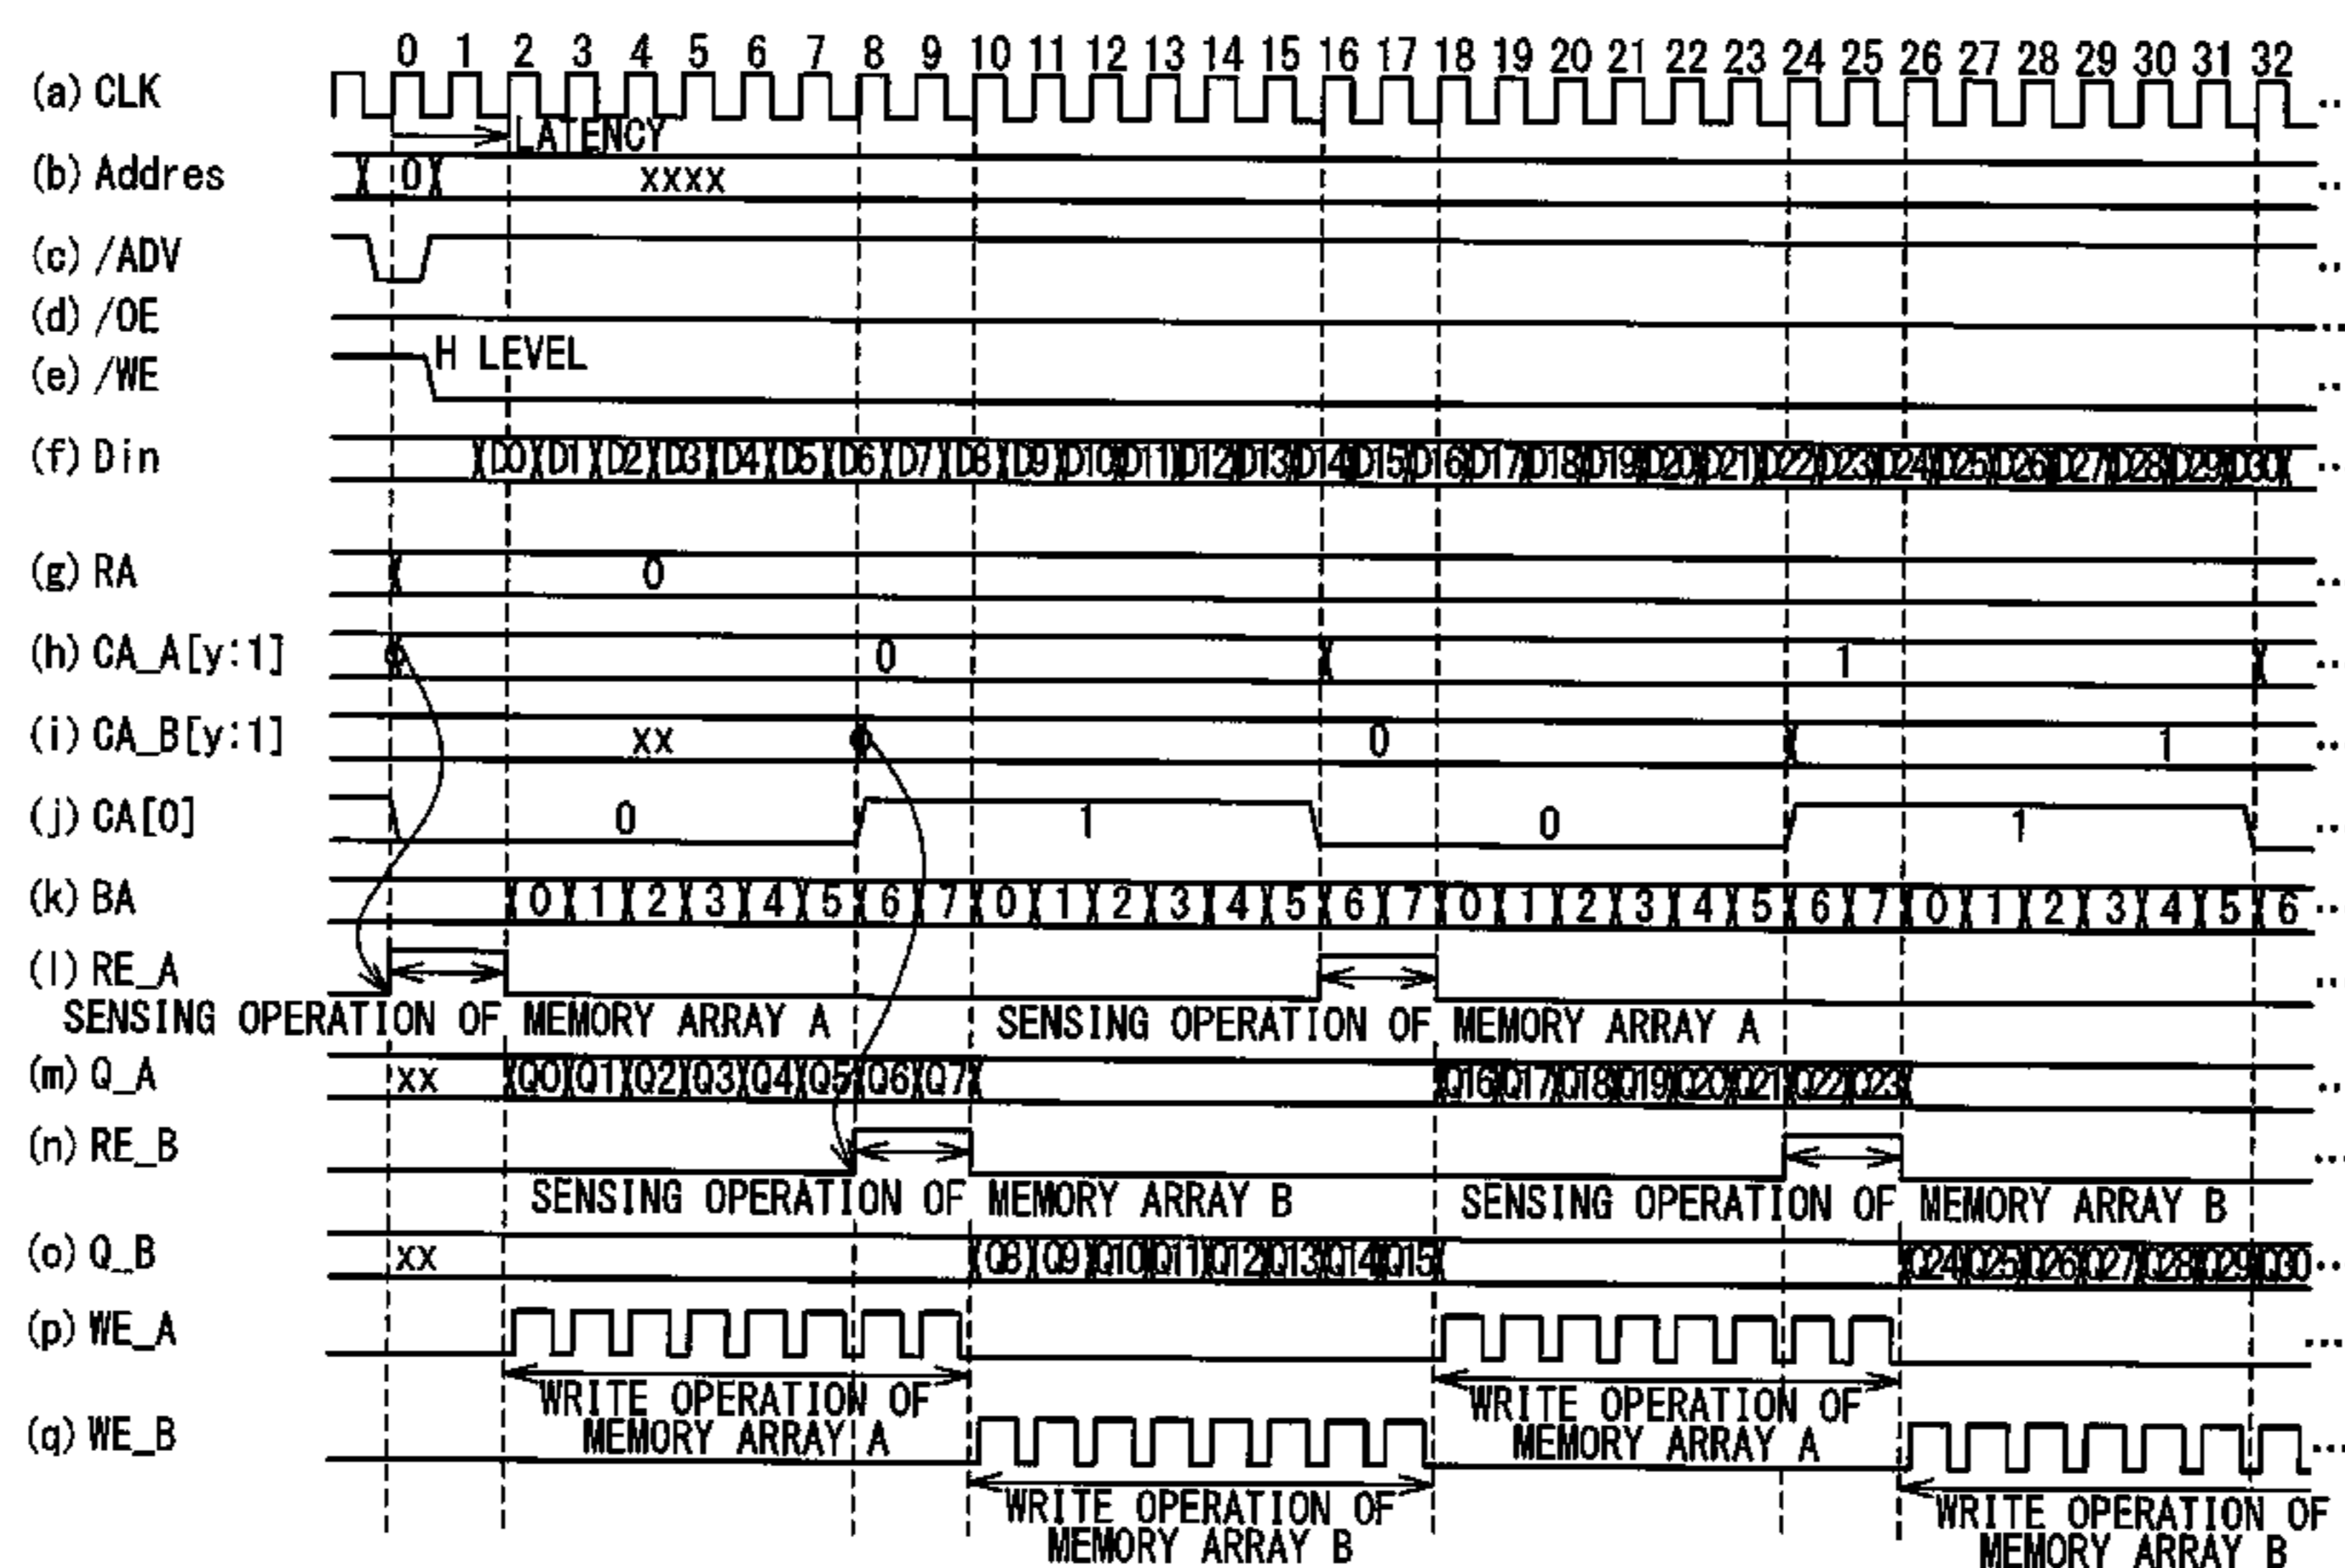 0 1 2 3 4 5 6 7 8 9 10 11 12 13 14 15 16 17 18 19 20 21 22 23 24 25 26 27 28 29 30 31 32
(a) CLK ..
LATENCY
(b) Addres 0 xxxx ..
(c) /ADV ..
(d) /OE ...
H LEVEL
(e) /WE ..
(f) Din D0 D1 D2 D3 D4 D5 D6 D7 D8 D9 D10 D11 D12 D13 D14 D15 D16 D17 D18 D19 D20 D21 D22 D23 D24 D25 D26 D27 D28 D29 D30 ..
(g) RA 0 ..
(h) CA_A[y:1] 0 1 ..
(i) CA_B[y:1] xx 0 1 ..
(j) CA[0] 0 1 0 1 ..
(k) BA 0 1 2 3 4 5 6 7 0 1 2 3 4 5 6 7 0 1 2 3 4 5 6 7 0 1 2 3 4 5 6 ..
(l) RE_A ..
SENSING OPERATION OF MEMORY ARRAY A SENSING OPERATION OF MEMORY ARRAY A
(m) Q_A xx Q0 Q1 Q2 Q3 Q4 Q5 Q6 Q7 Q16 Q17 Q18 Q19 Q20 Q21 Q22 Q23 ..
(n) RE_B ...
SENSING OPERATION OF MEMORY ARRAY B SENSING OPERATION OF MEMORY ARRAY B
(o) Q_B xx Q8 Q9 Q10 Q11 Q12 Q13 Q14 Q15 Q24 Q25 Q26 Q27 Q28 Q29 Q30 ..
(p) WE_A ...
WRITE OPERATION OF
MEMORY ARRAY A
WRITE OPERATION OF
MEMORY ARRAY A
(q) WE_B ...
WRITE OPERATION OF
MEMORY ARRAY B
WRITE OPERATION OF
MEMORY ARRAY B